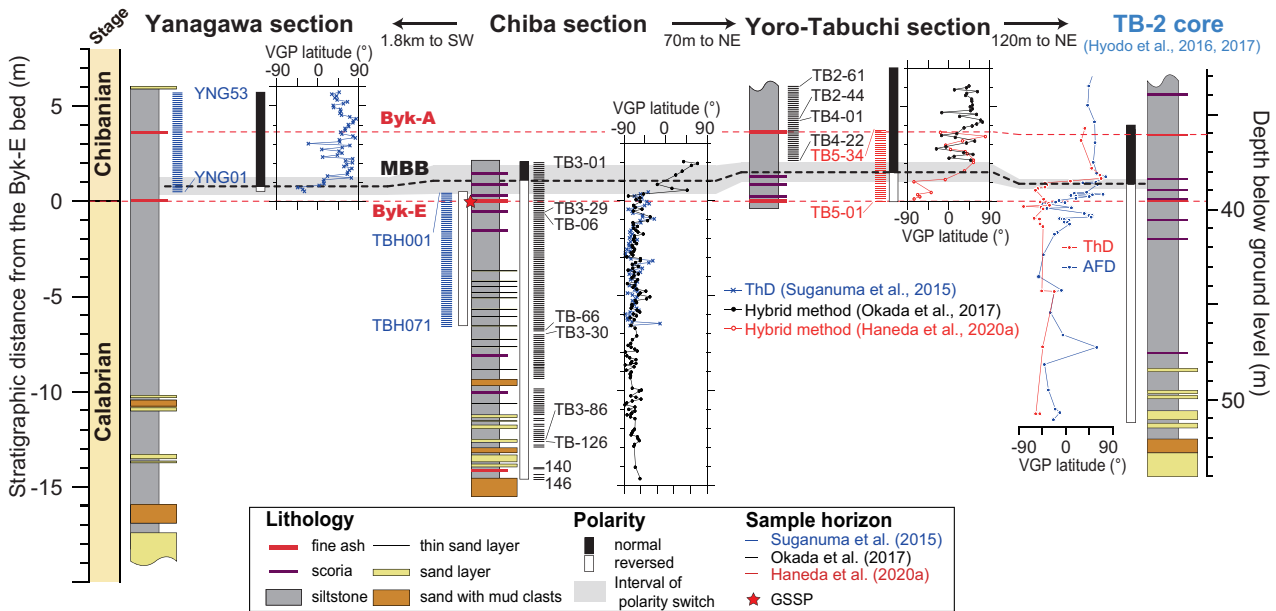 Stage
Yanagawa section
1.8km to SW
Chiba section
70m to NE
Yoro-Tabuchi section
120m to NE
TB-2 core
(Hyodo et al., 2016, 2017)
Stratigraphic distance from the Byk-E bed (m)
5
0
-5
-10
-15
Chibanian
Calabrian
VGP latitude (°)
-90 0 90
YNG53
YNG01
Byk-A
MBB
Byk-E
TBH001
TBH071
TB3-01
TB3-29
TB-06
TB-66
TB3-30
TB3-86
TB-126
140
146
VGP latitude (°)
-90 0 90
TB2-61
TB2-44
TB4-01
TB4-22
TB5-34
TB5-01
-90 0 90
VGP latitude (°)
ThD (Suganuma et al., 2015)
Hybrid method (Okada et al., 2017)
Hybrid method (Haneda et al., 2020a)
ThD
AFD
-90 0 90
VGP latitude (°)
40
50
Depth below ground level (m)
Lithology
fine ash
scoria
siltstone
thin sand layer
sand layer
sand with mud clasts
Polarity
normal
reversed
Interval of
polarity switch
Sample horizon
Suganuma et al. (2015)
Okada et al. (2017)
Haneda et al. (2020a)
GSSP